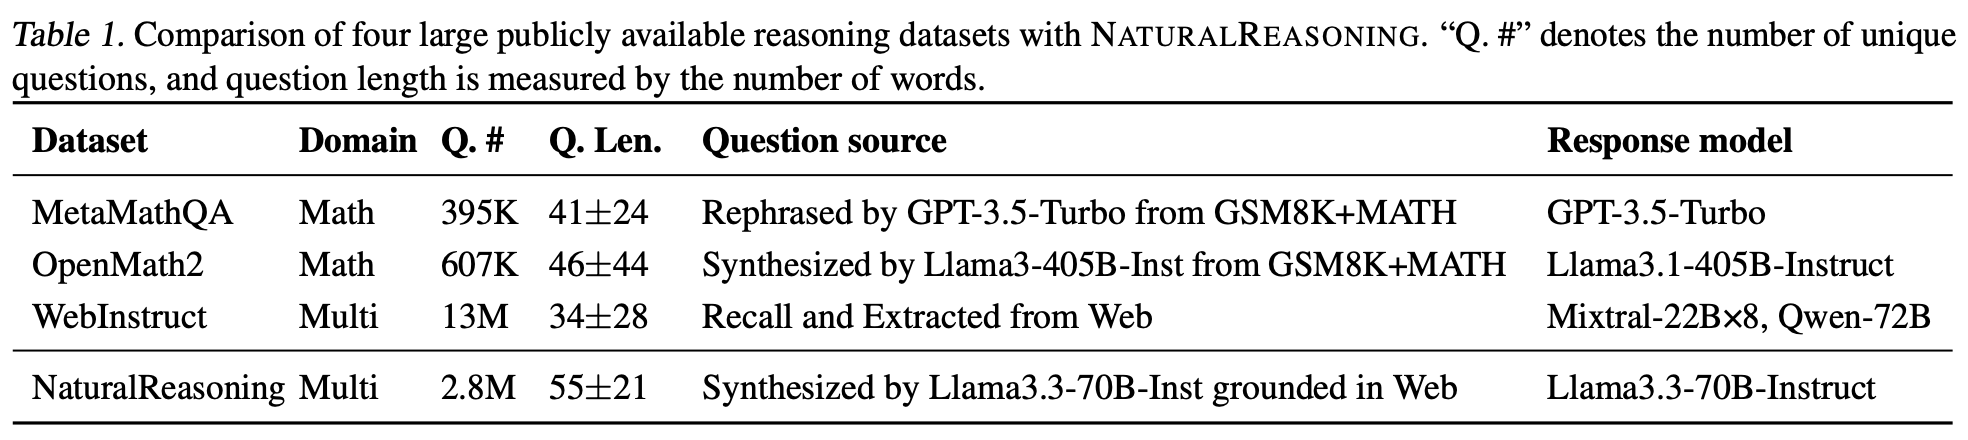 Table 1. Comparison of four large publicly available reasoning datasets with NATURALREASONING. “Q. #” denotes the number of unique
questions, and question length is measured by the number of words.
Dataset Domain Q. # Q. Len. Question source Response model
MetaMathQA Math 395K 41±24 Rephrased by GPT-3.5-Turbo from GSM8K+MATH GPT-3.5-Turbo
OpenMath2 Math 607K 46±44 Synthesized by Llama3-405B-Inst from GSM8K+MATH Llama3.1-405B-Instruct
WebInstruct Multi 13M 34±28 Recall and Extracted from Web Mixtral-22B×8, Qwen-72B
NaturalReasoning Multi 2.8M 55±21 Synthesized by Llama3.3-70B-Inst grounded in Web Llama3.3-70B-Instruct